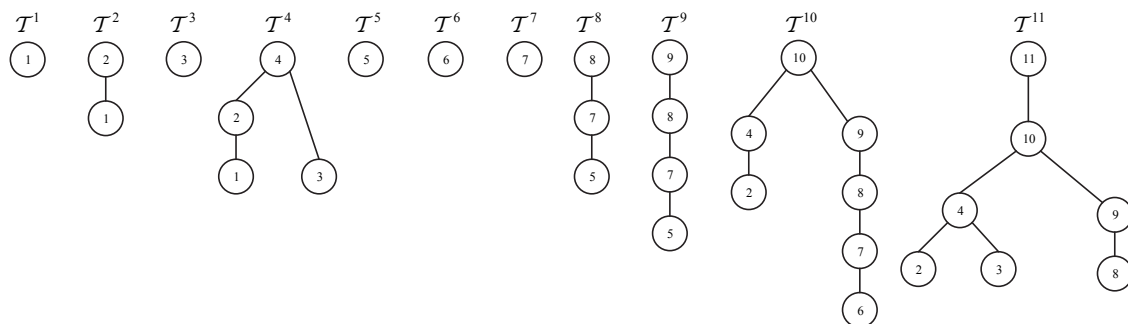 𝒯¹ 𝒯² 𝒯³ 𝒯⁴ 𝒯⁵ 𝒯⁶ 𝒯⁷ 𝒯⁸ 𝒯⁹ 𝒯¹⁰ 𝒯¹¹
1 2 3 4 5 6 7 8 9 10 11
1 2 7 8 4 9 10
1 3 5 7 2 8 4 9
5 7 2 3 8
6